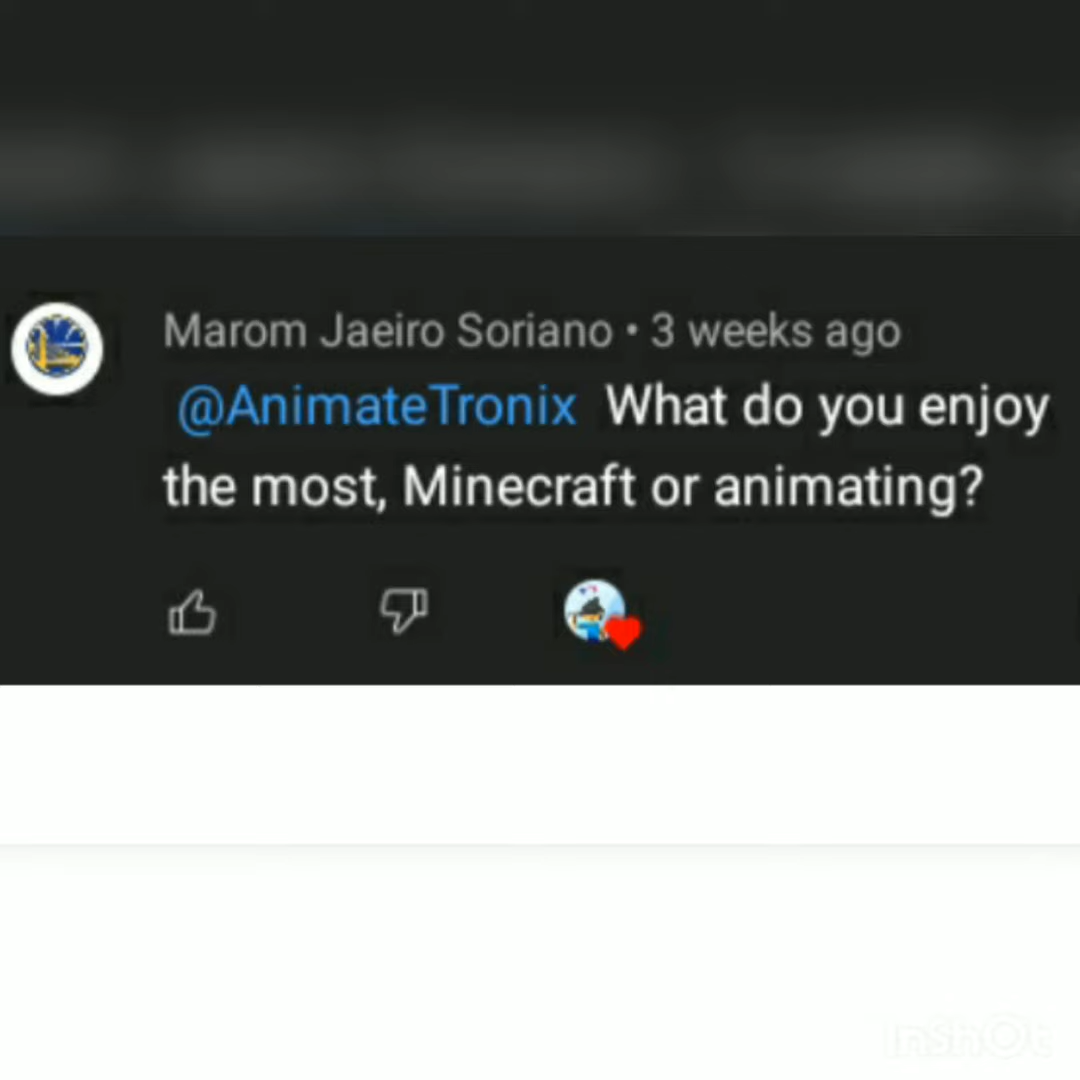 Marom Jaeiro Soriano • 3 weeks ago
@AnimateTronix What do you enjoy
the most, Minecraft or animating?
InShOt